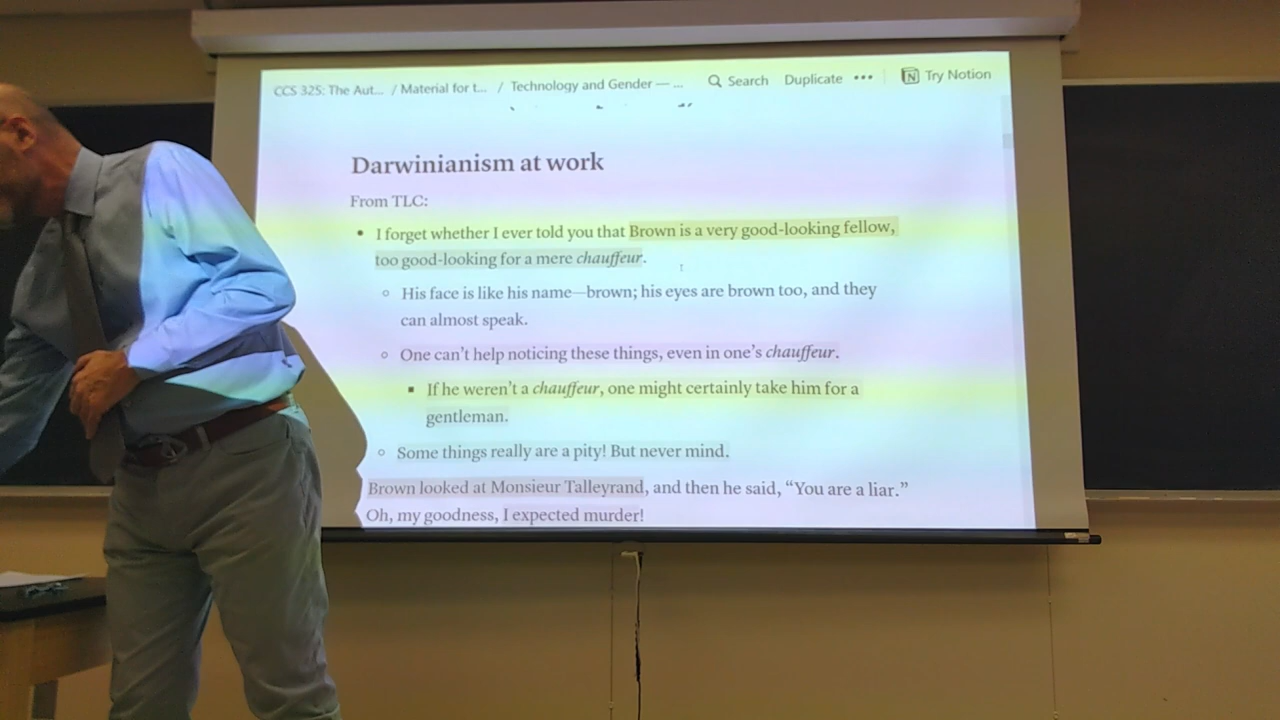 CCS 325: The Aut... / Material for t... / Technology and Gender — ... Search Duplicate ••• Try Notion
Darwinianism at work
From TLC:
• I forget whether I ever told you that Brown is a very good-looking fellow,
too good-looking for a mere chauffeur.
◦ His face is like his name—brown; his eyes are brown too, and they
can almost speak.
◦ One can't help noticing these things, even in one's chauffeur.
▪ If he weren't a chauffeur, one might certainly take him for a
gentleman.
◦ Some things really are a pity! But never mind.
Brown looked at Monsieur Talleyrand, and then he said, “You are a liar.”
Oh, my goodness, I expected murder!